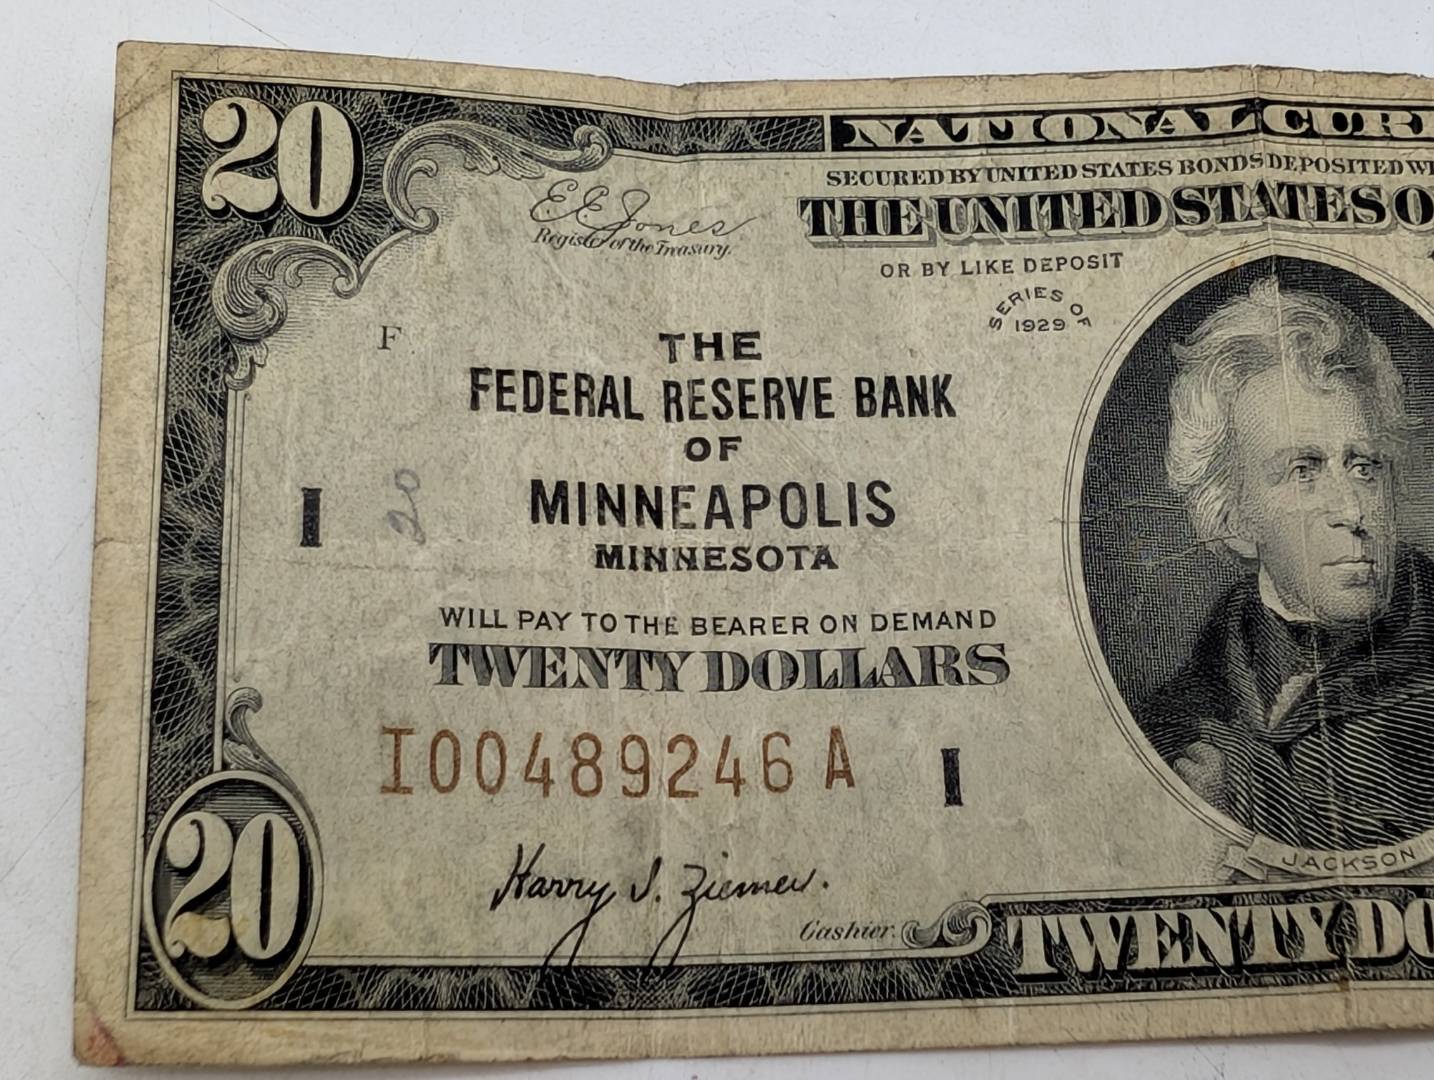 20
NATIONAL
SECURED BY UNITED STATES BONDS DEPOSITED
THE UNITED STATES
E. E. Jones
Register of the Treasury.
OR BY LIKE DEPOSIT
SERIES OF
1929
F
THE
FEDERAL RESERVE BANK
OF
I
20
MINNEAPOLIS
MINNESOTA
WILL PAY TO THE BEARER ON DEMAND
TWENTY DOLLARS
I00489246A
I
20
Harry I. Ziemer.
Cashier.
JACKSON
TWENTY